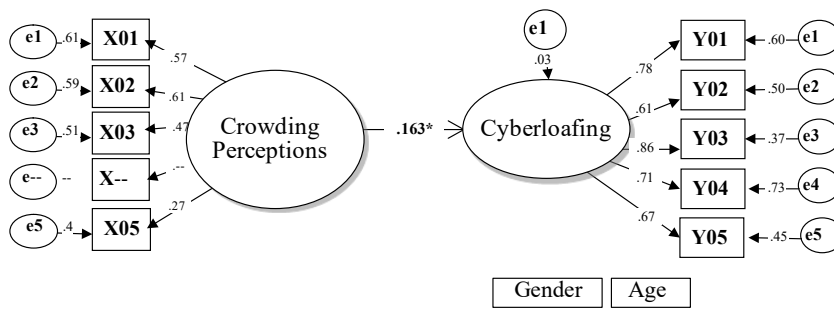 e1 .61 X01
.57
e2 .59 X02
.61
e3 .51 X03
.47
e-- -- X--
.--
e5 .4 X05
.27
Crowding
Perceptions
.163*
e1
.03
Cyberloafing
.78
Y01 .60 e1
.61
Y02 .50 e2
.86
Y03 .37 e3
.71
Y04 .73 e4
.67
Y05 .45 e5
Gender Age